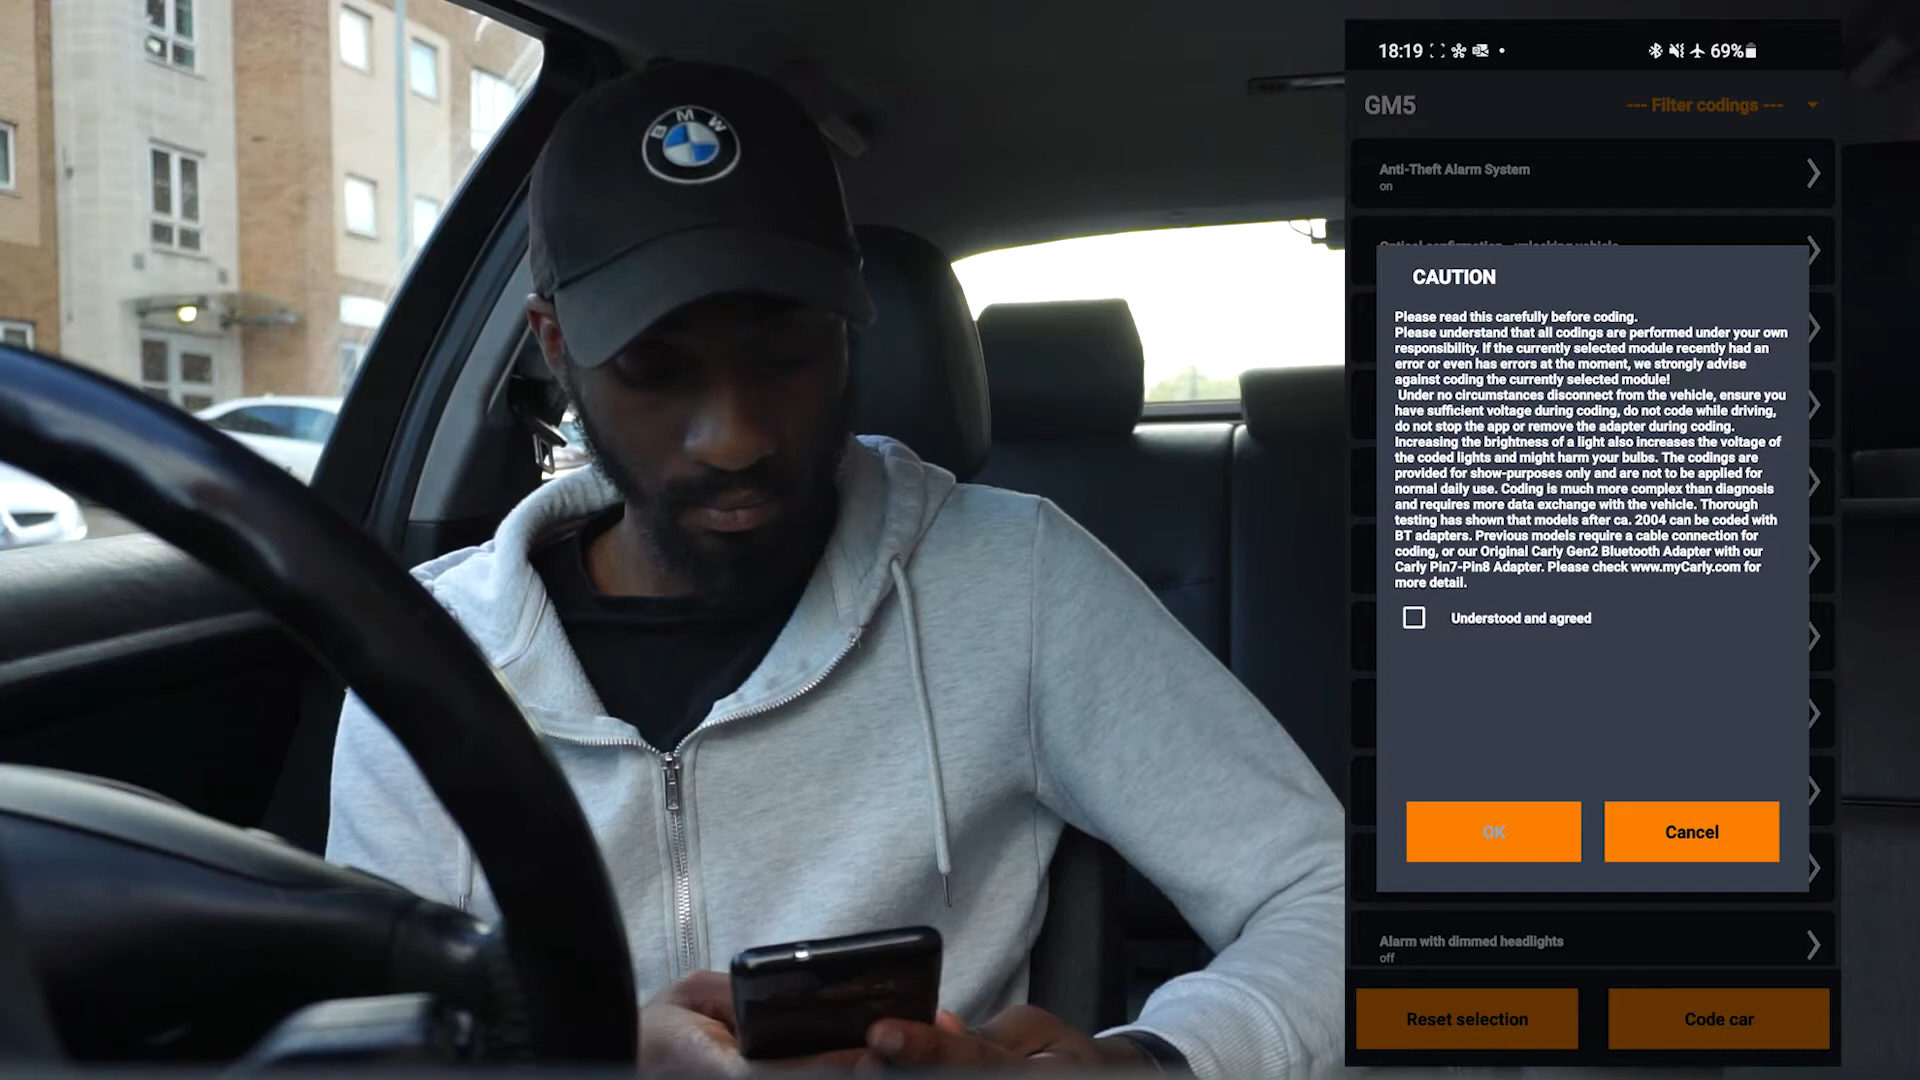 BMW
18:19
69%
GM5
--- Filter codings ---
Anti-Theft Alarm System
on
Optical confirmation - unlocking vehicle
CAUTION
Please read this carefully before coding.
Please understand that all codings are performed under your own
responsibility. If the currently selected module recently had an
error or even has errors at the moment, we strongly advise
against coding the currently selected module!
Under no circumstances disconnect from the vehicle, ensure you
have sufficient voltage during coding, do not code while driving,
do not stop the app or remove the adapter during coding.
Increasing the brightness of a light also increases the voltage of
the coded lights and might harm your bulbs. The codings are
provided for show-purposes only and are not to be applied for
normal daily use. Coding is much more complex than diagnosis
and requires more data exchange with the vehicle. Thorough
testing has shown that models after ca. 2004 can be coded with
BT adapters. Previous models require a cable connection for
coding, or our Original Carly Gen2 Bluetooth Adapter with our
Carly Pin7-Pin8 Adapter. Please check www.myCarly.com for
more detail.
Understood and agreed
OK
Cancel
Alarm with dimmed headlights
off
Reset selection
Code car